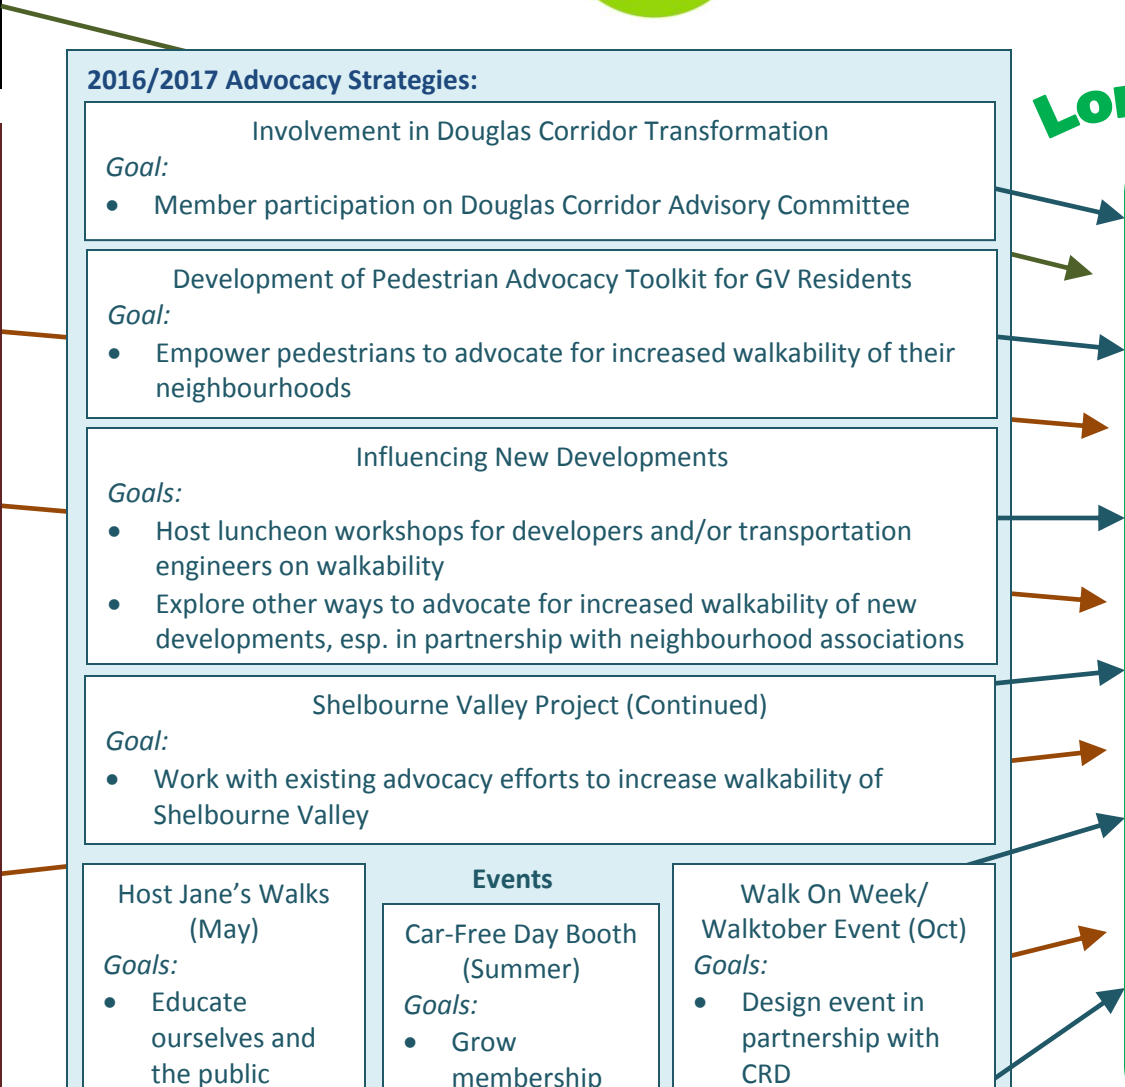 2016/2017 Advocacy Strategies:
Involvement in Douglas Corridor Transformation
Goal:
• Member participation on Douglas Corridor Advisory Committee
Development of Pedestrian Advocacy Toolkit for GV Residents
Goal:
• Empower pedestrians to advocate for increased walkability of their
neighbourhoods
Influencing New Developments
Goals:
• Host luncheon workshops for developers and/or transportation
engineers on walkability
• Explore other ways to advocate for increased walkability of new
developments, esp. in partnership with neighbourhood associations
Shelbourne Valley Project (Continued)
Goal:
• Work with existing advocacy efforts to increase walkability of
Shelbourne Valley
Host Jane’s Walks
(May)
Goals:
• Educate
ourselves and
the public
Events
Car-Free Day Booth
(Summer)
Goals:
• Grow
membership
Walk On Week/
Walktober Event (Oct)
Goals:
• Design event in
partnership with
CRD